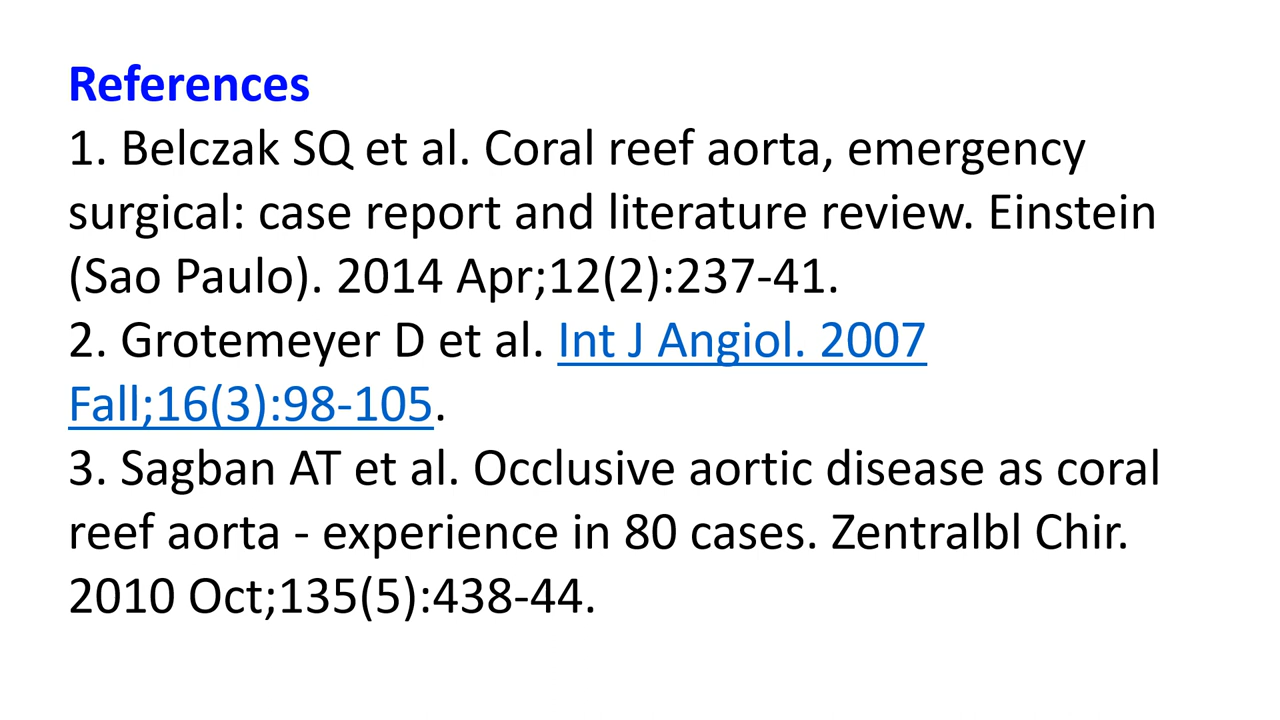 References
1. Belczak SQ et al. Coral reef aorta, emergency
surgical: case report and literature review. Einstein
(Sao Paulo). 2014 Apr;12(2):237-41.
2. Grotemeyer D et al. Int J Angiol. 2007
Fall;16(3):98-105.
3. Sagban AT et al. Occlusive aortic disease as coral
reef aorta - experience in 80 cases. Zentralbl Chir.
2010 Oct;135(5):438-44.